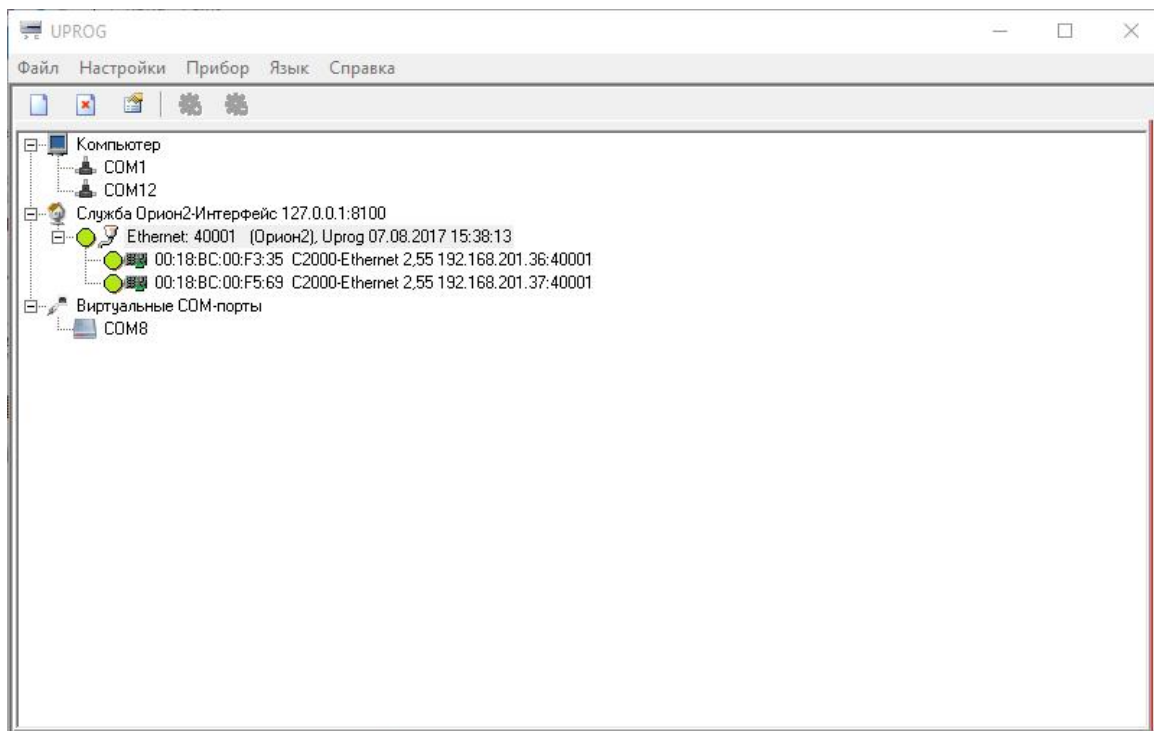 UPROG
Файл Настройки Прибор Язык Справка
Компьютер
COM1
COM12
Служба Орион2-Интерфейс 127.0.0.1:8100
Ethernet: 40001 (Орион2), Uprog 07.08.2017 15:38:13
00:18:BC:00:F3:35 C2000-Ethernet 2,55 192.168.201.36:40001
00:18:BC:00:F5:69 C2000-Ethernet 2,55 192.168.201.37:40001
Виртуальные COM-порты
COM8